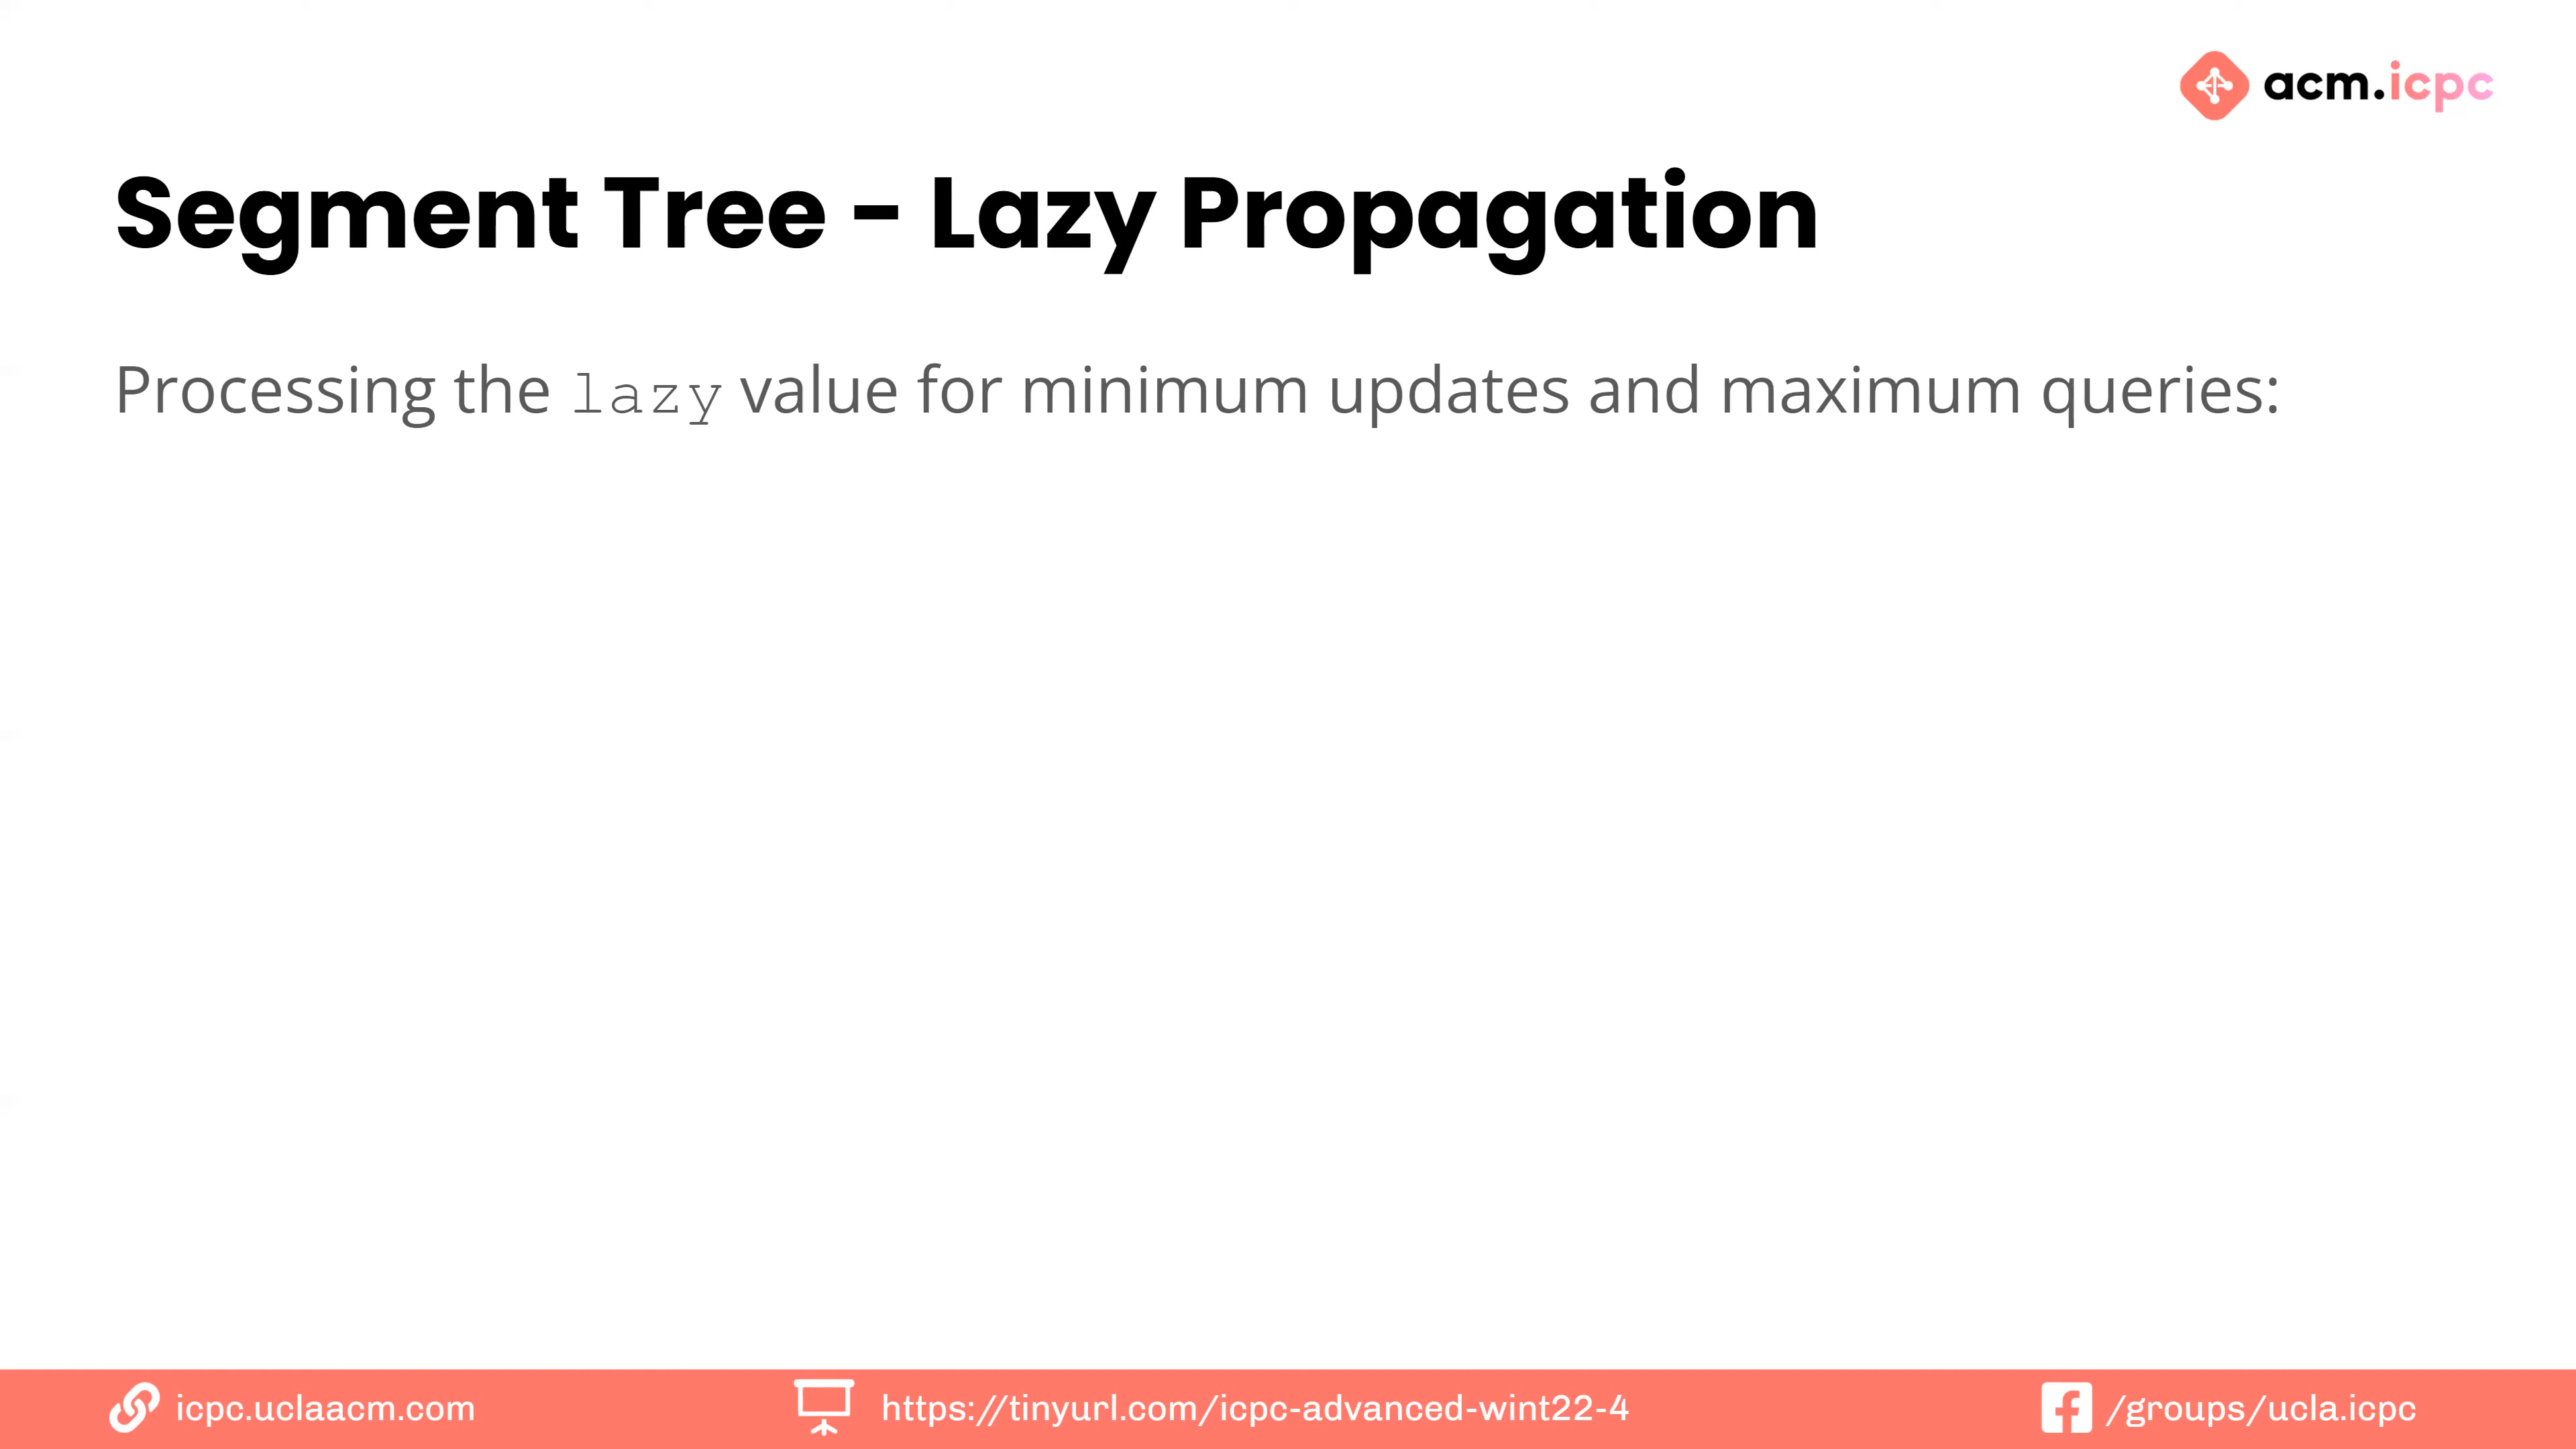 acm.icpc
Segment Tree - Lazy Propagation
Processing the lazy value for minimum updates and maximum queries:
icpc.uclaacm.com
https://tinyurl.com/icpc-advanced-wint22-4
/groups/ucla.icpc